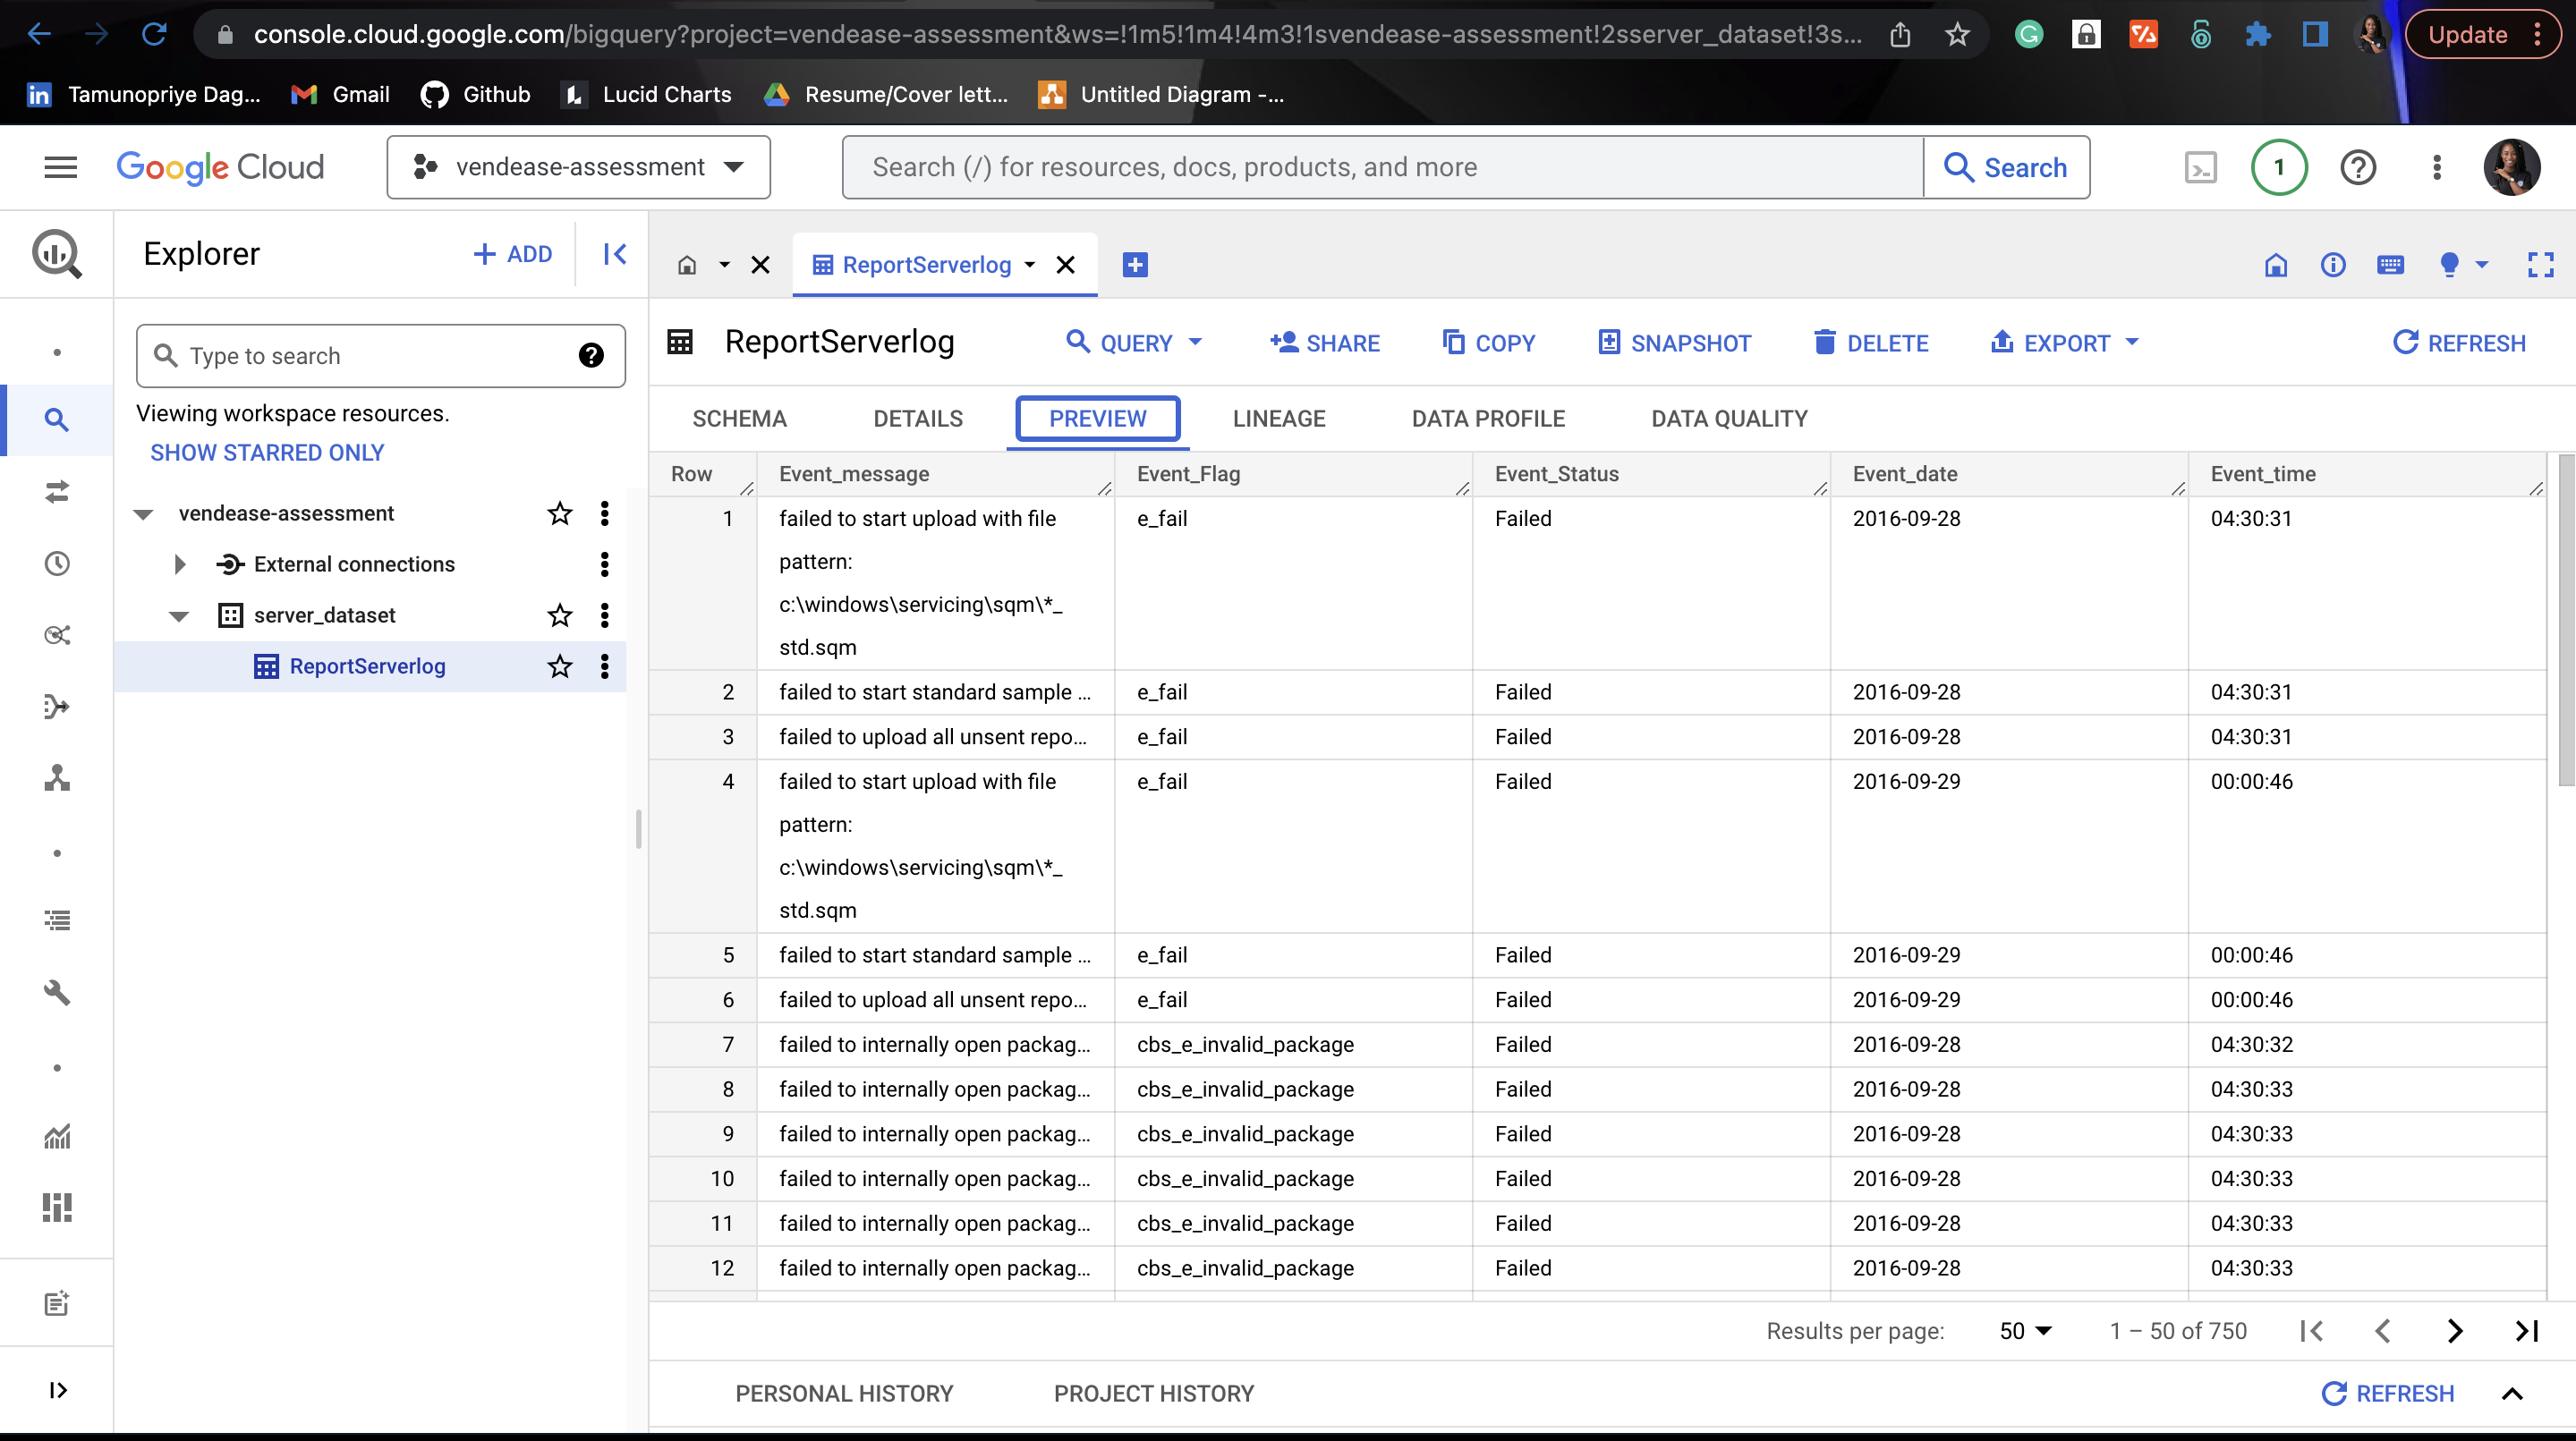 console.cloud.google.com/bigquery?project=vendease-assessment&ws=!1m5!1m4!4m3!1svendease-assessment!2sserver_dataset!3s...
Update
Tamunopriye Dag...
Gmail
Github
Lucid Charts
Resume/Cover lett...
Untitled Diagram -...
Google Cloud
vendease-assessment
Search (/) for resources, docs, products, and more
Search
1
Explorer
+ ADD
ReportServerlog
Type to search
Viewing workspace resources.
SHOW STARRED ONLY
vendease-assessment
External connections
server_dataset
ReportServerlog
ReportServerlog
QUERY
SHARE
COPY
SNAPSHOT
DELETE
EXPORT
REFRESH
SCHEMA DETAILS PREVIEW LINEAGE DATA PROFILE DATA QUALITY
Row Event_message Event_Flag Event_Status Event_date Event_time
1 failed to start upload with file e_fail Failed 2016-09-28 04:30:31
pattern:
c:\windows\servicing\sqm\*_
std.sqm
2 failed to start standard sample ... e_fail Failed 2016-09-28 04:30:31
3 failed to upload all unsent repo... e_fail Failed 2016-09-28 04:30:31
4 failed to start upload with file e_fail Failed 2016-09-29 00:00:46
pattern:
c:\windows\servicing\sqm\*_
std.sqm
5 failed to start standard sample ... e_fail Failed 2016-09-29 00:00:46
6 failed to upload all unsent repo... e_fail Failed 2016-09-29 00:00:46
7 failed to internally open packag... cbs_e_invalid_package Failed 2016-09-28 04:30:32
8 failed to internally open packag... cbs_e_invalid_package Failed 2016-09-28 04:30:33
9 failed to internally open packag... cbs_e_invalid_package Failed 2016-09-28 04:30:33
10 failed to internally open packag... cbs_e_invalid_package Failed 2016-09-28 04:30:33
11 failed to internally open packag... cbs_e_invalid_package Failed 2016-09-28 04:30:33
12 failed to internally open packag... cbs_e_invalid_package Failed 2016-09-28 04:30:33
Results per page: 50 1 – 50 of 750
PERSONAL HISTORY PROJECT HISTORY REFRESH